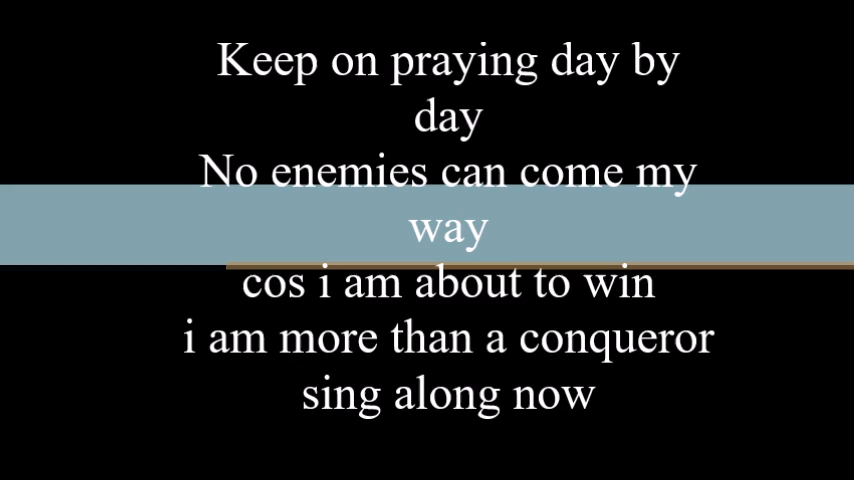 Keep on praying day by
day
No enemies can come my
way
cos i am about to win
i am more than a conqueror
sing along now